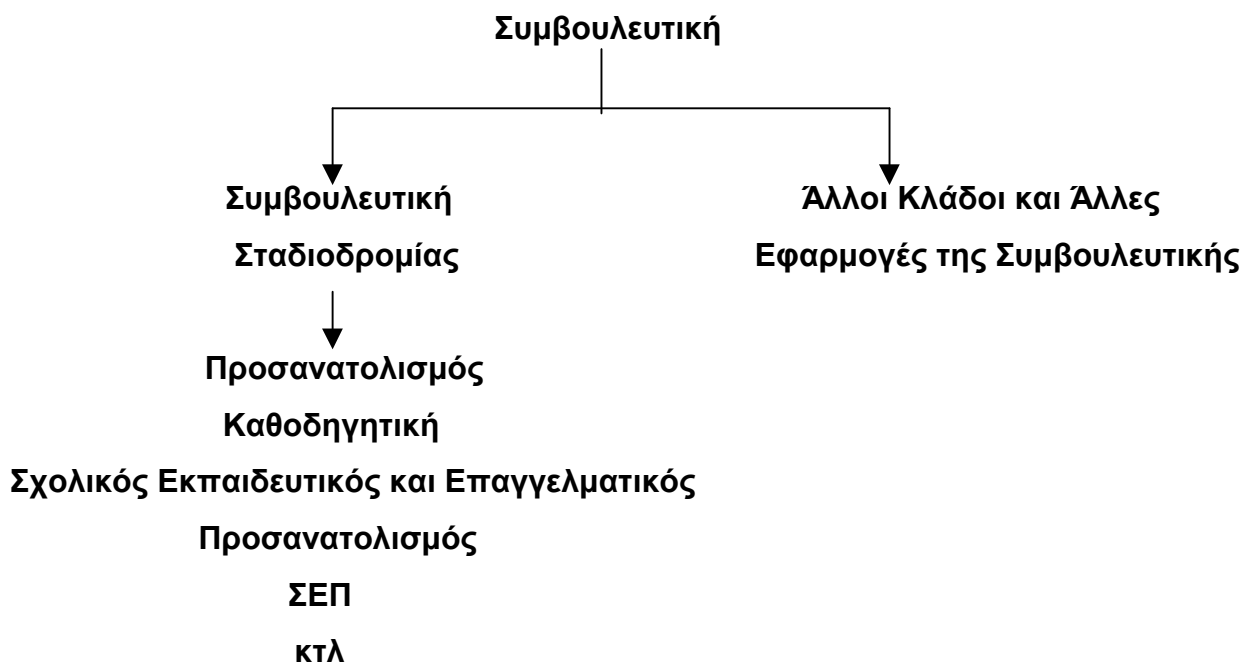 Συμβουλευτική
Συμβουλευτική
Σταδιοδρομίας
Άλλοι Κλάδοι και Άλλες
Εφαρμογές της Συμβουλευτικής
Προσανατολισμός
Καθοδηγητική
Σχολικός Εκπαιδευτικός και Επαγγελματικός
Προσανατολισμός
ΣΕΠ
κτλ